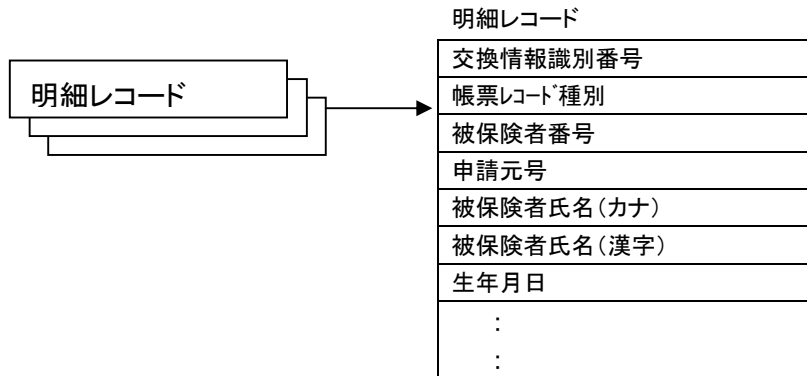 明細レコード
明細レコード
交換情報識別番号
帳票ﾚｺｰﾄﾞ種別
被保険者番号
申請元号
被保険者氏名（カナ）
被保険者氏名（漢字）
生年月日
：
：